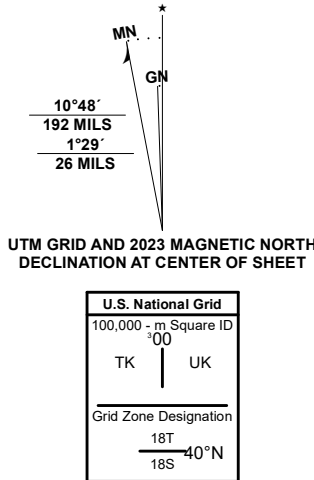 ★
MN
GN
10°48´
192 MILS
1°29´
26 MILS
UTM GRID AND 2023 MAGNETIC NORTH
DECLINATION AT CENTER OF SHEET
U.S. National Grid
100,000 - m Square ID
³00
TK UK
Grid Zone Designation
18T
40°N
18S